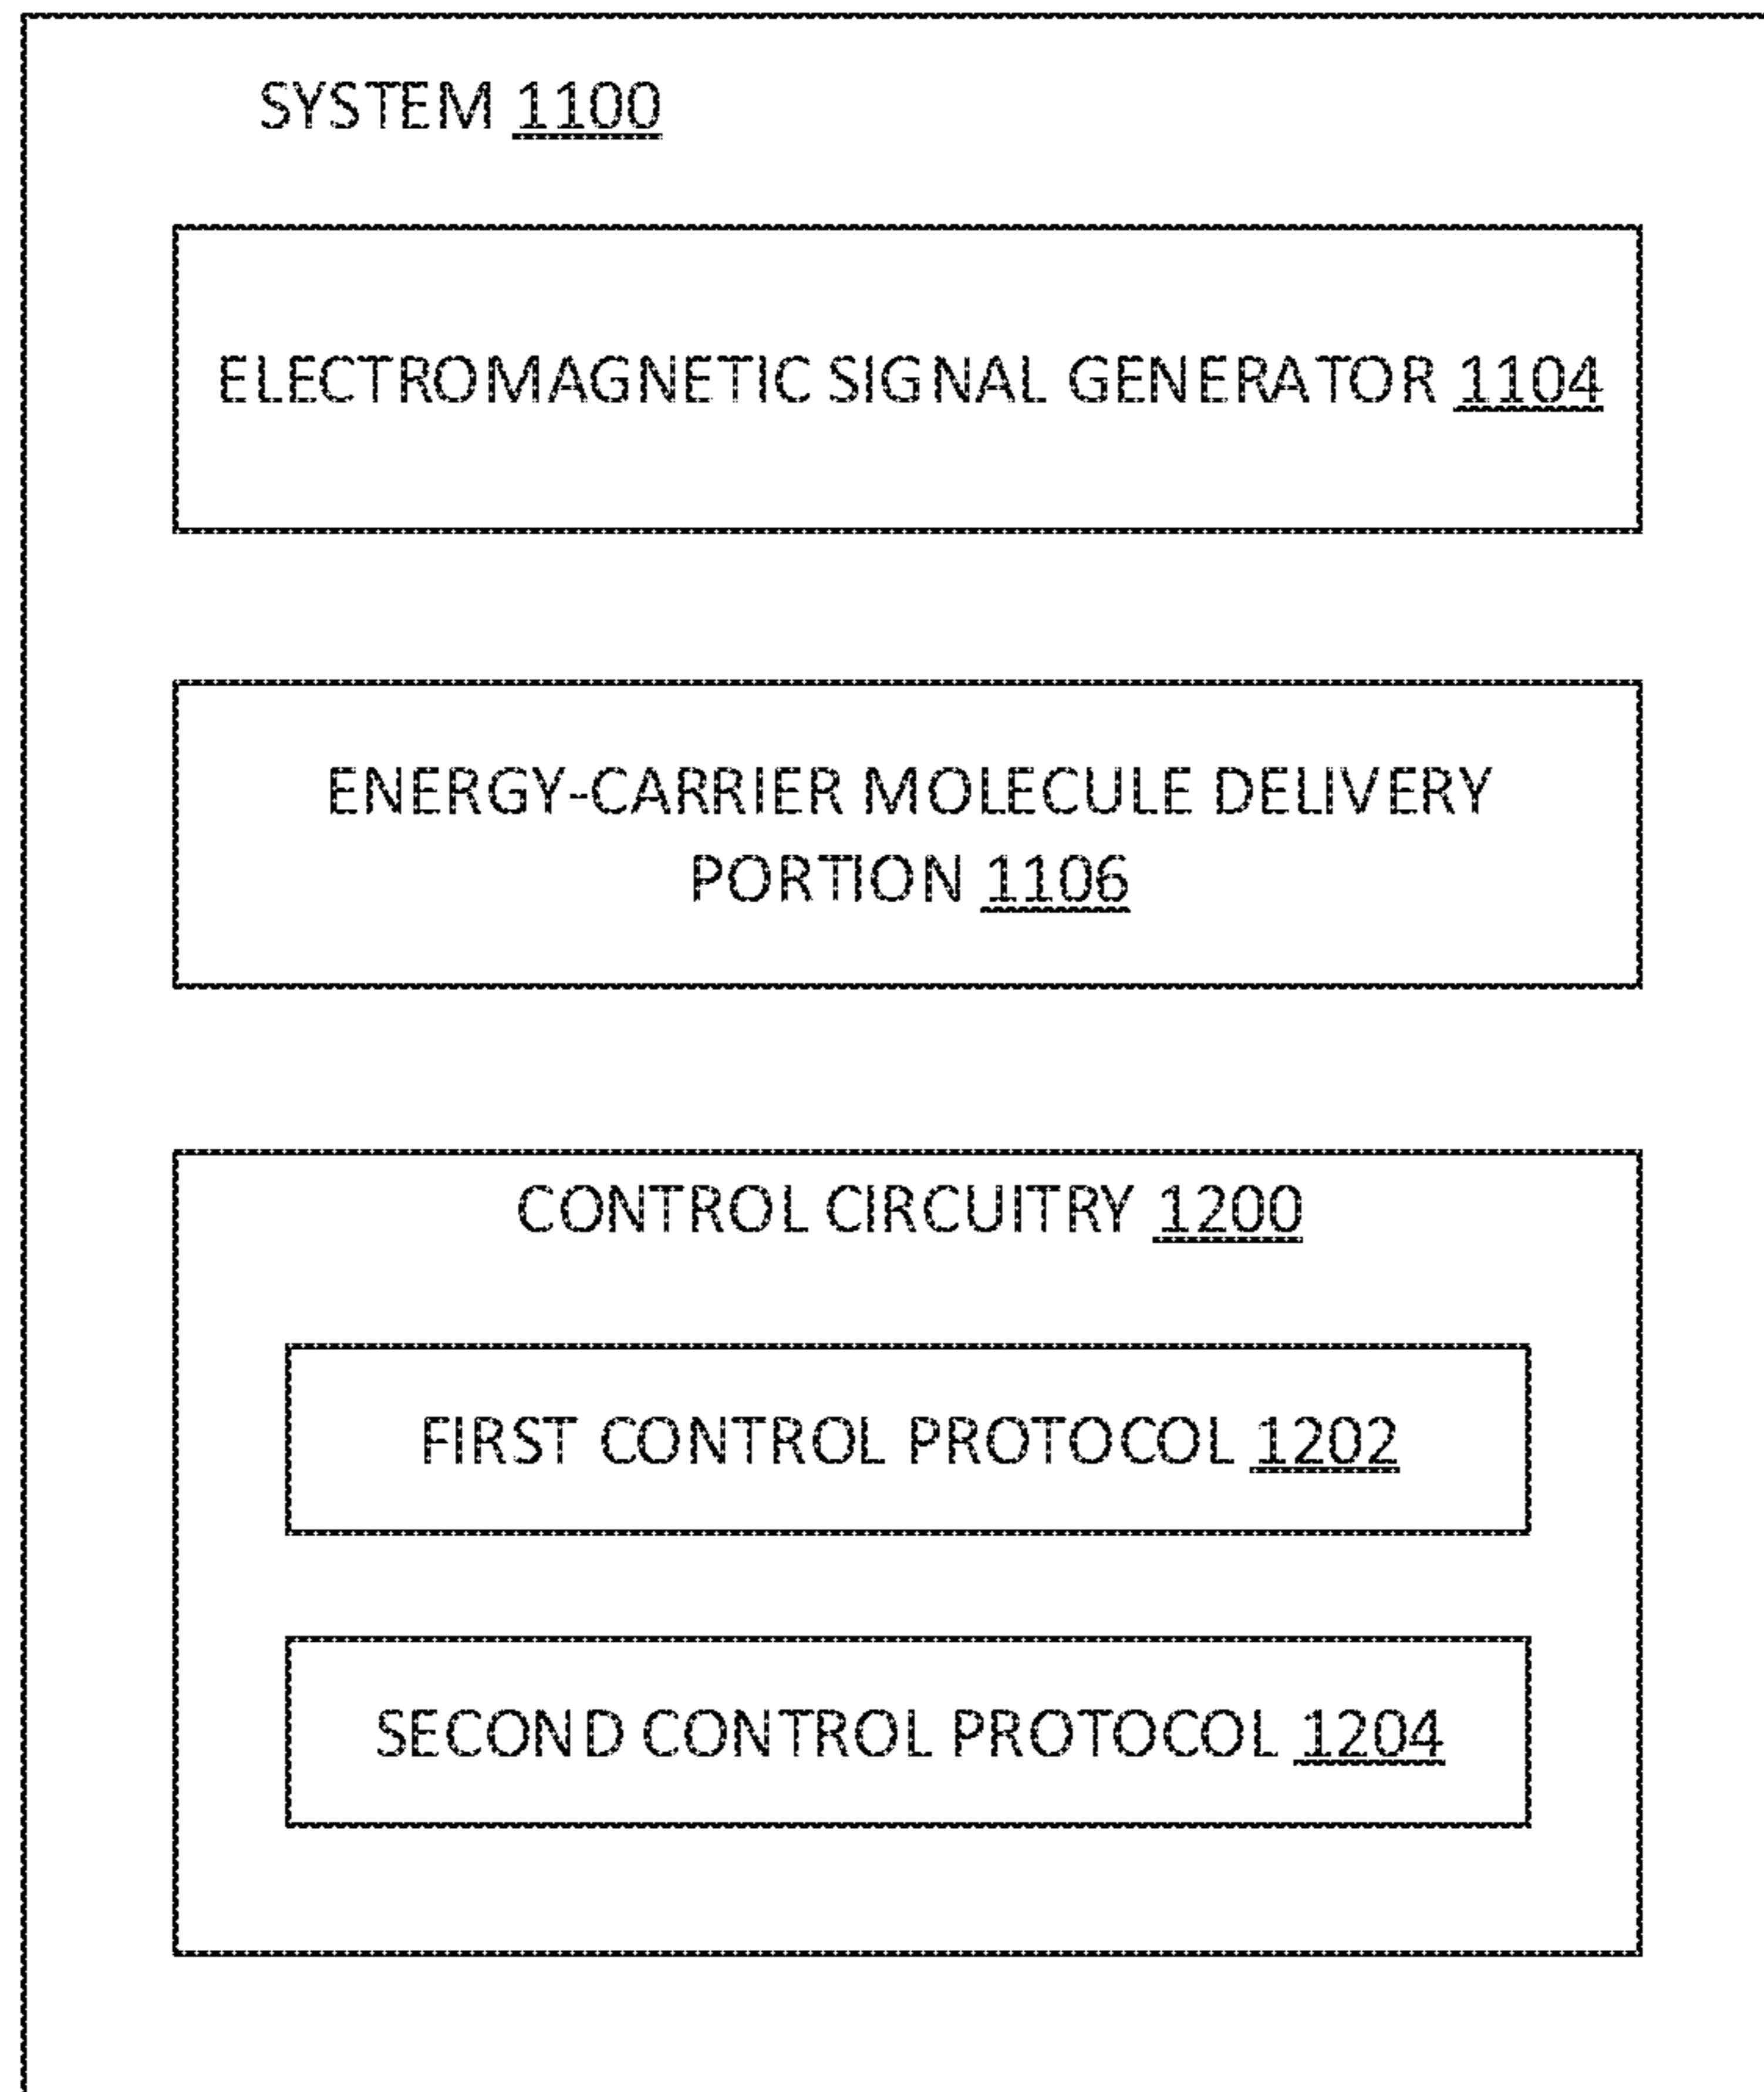 SYSTEM 1100
ELECTROMAGNETIC SIGNAL GENERATOR 1104
ENERGY-CARRIER MOLECULE DELIVERY
PORTION 1106
CONTROL CIRCUITRY 1200
FIRST CONTROL PROTOCOL 1202
SECOND CONTROL PROTOCOL 1204